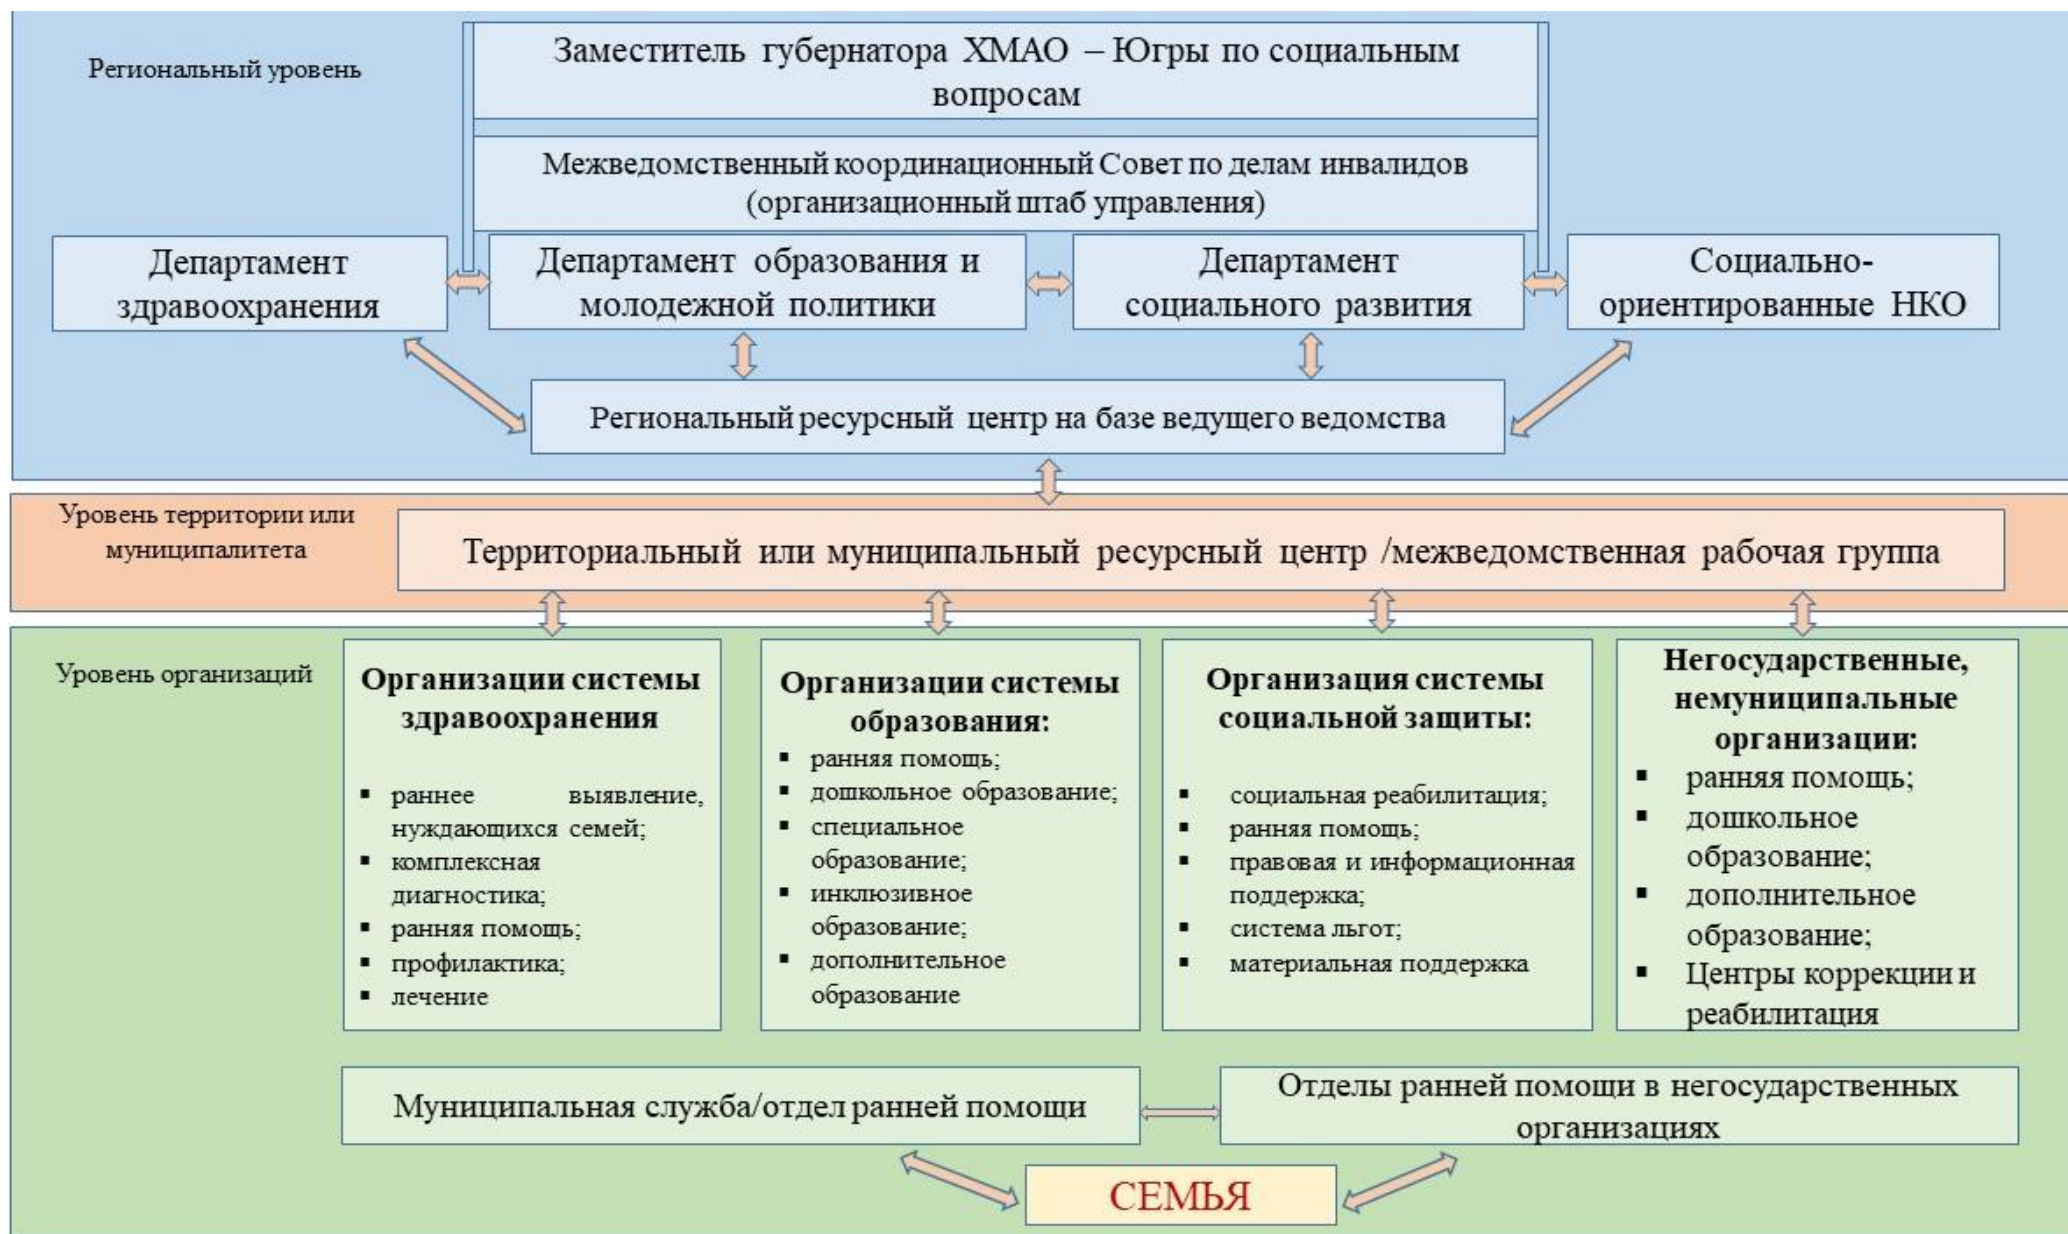 Региональный уровень
Заместитель губернатора ХМАО – Югры по социальным
вопросам
Межведомственный координационный Совет по делам инвалидов
(организационный штаб управления)
Департамент
здравоохранения
Департамент образования и
молодежной политики
Департамент
социального развития
Социально-
ориентированные НКО
Региональный ресурсный центр на базе ведущего ведомства
Уровень территории или
муниципалитета
Территориальный или муниципальный ресурсный центр /межведомственная рабочая группа
Уровень организаций
Организации системы
здравоохранения
▪ раннее выявление,
нуждающихся семей;
▪ комплексная
диагностика;
▪ ранняя помощь;
▪ профилактика;
▪ лечение
Организации системы
образования:
▪ ранняя помощь;
▪ дошкольное образование;
▪ специальное
образование;
▪ инклюзивное
образование;
▪ дополнительное
образование
Организация системы
социальной защиты:
▪ социальная реабилитация;
▪ ранняя помощь;
▪ правовая и информационная
поддержка;
▪ система льгот;
▪ материальная поддержка
Негосударственные,
немуниципальные
организации:
▪ ранняя помощь;
▪ дошкольное
образование;
▪ дополнительное
образование;
▪ Центры коррекции и
реабилитация
Муниципальная служба/отдел ранней помощи
Отделы ранней помощи в негосударственных
организациях
СЕМЬЯ